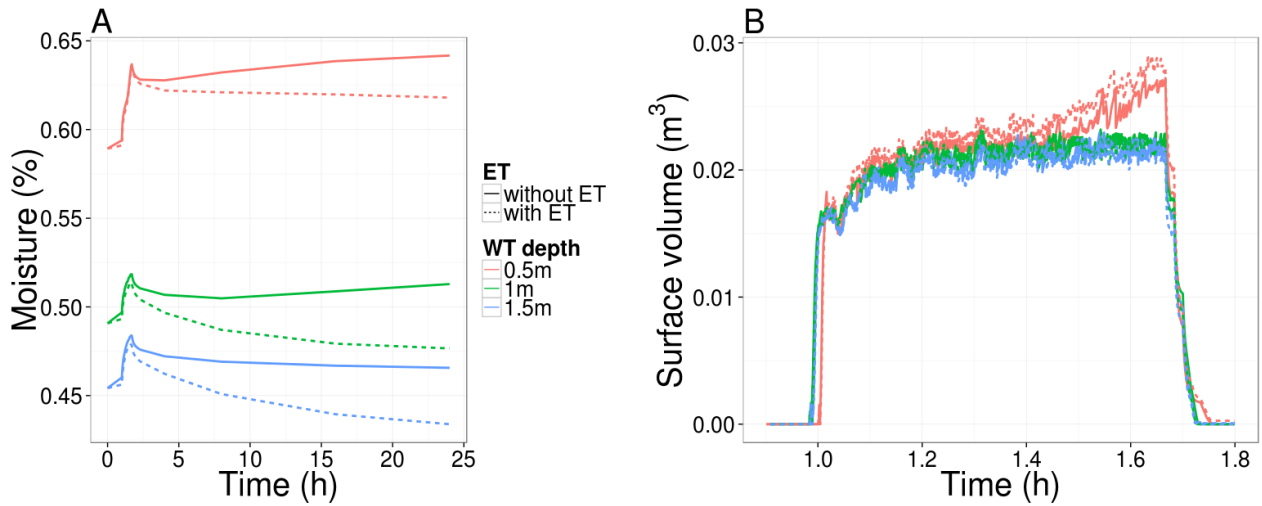 A
0.65
0.60
0.55
0.50
0.45
Moisture (%)
0 5 10 15 20 25
Time (h)
ET
without ET
with ET
WT depth
0.5m
1m
1.5m
B
0.03
0.02
0.01
0.00
Surface volume (m³)
1.0 1.2 1.4 1.6 1.8
Time (h)